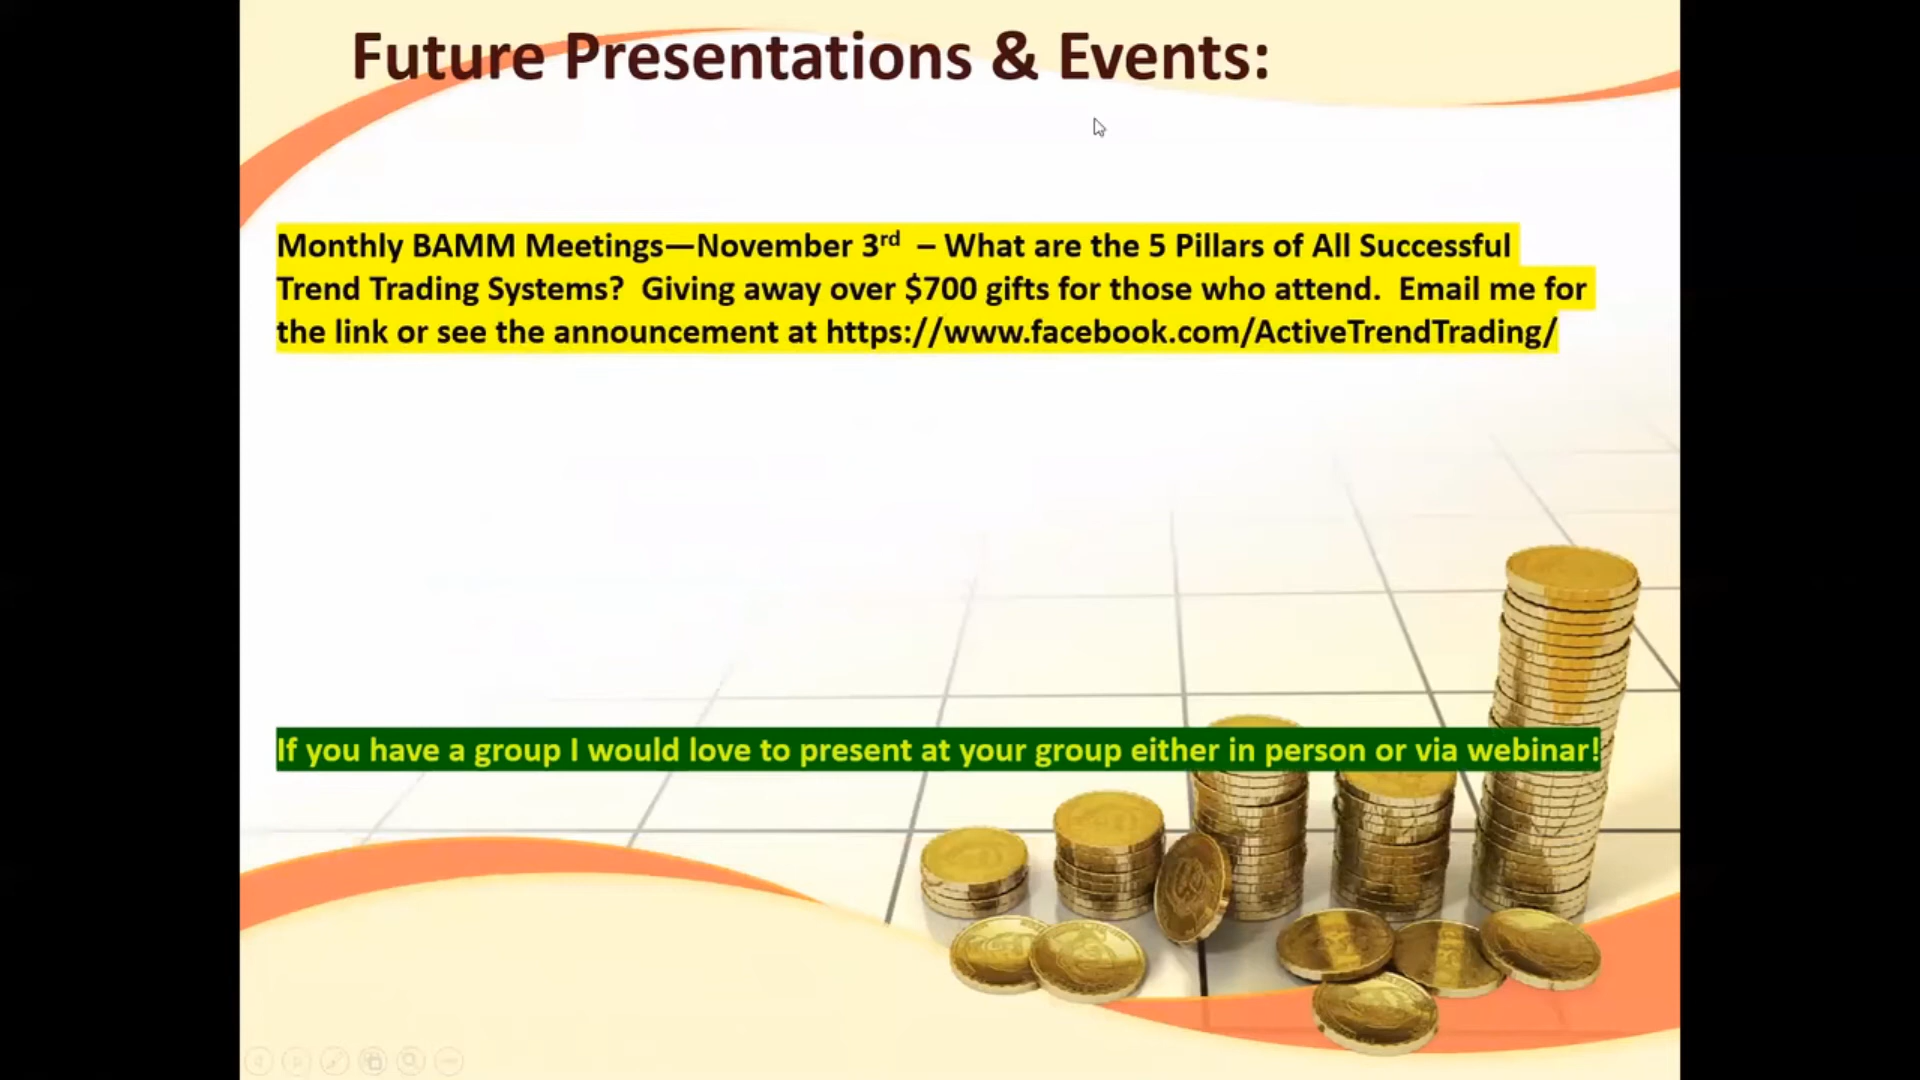 Future Presentations & Events:
Monthly BAMM Meetings—November 3rd – What are the 5 Pillars of All Successful
Trend Trading Systems? Giving away over $700 gifts for those who attend. Email me for
the link or see the announcement at https://www.facebook.com/ActiveTrendTrading/
If you have a group I would love to present at your group either in person or via webinar!